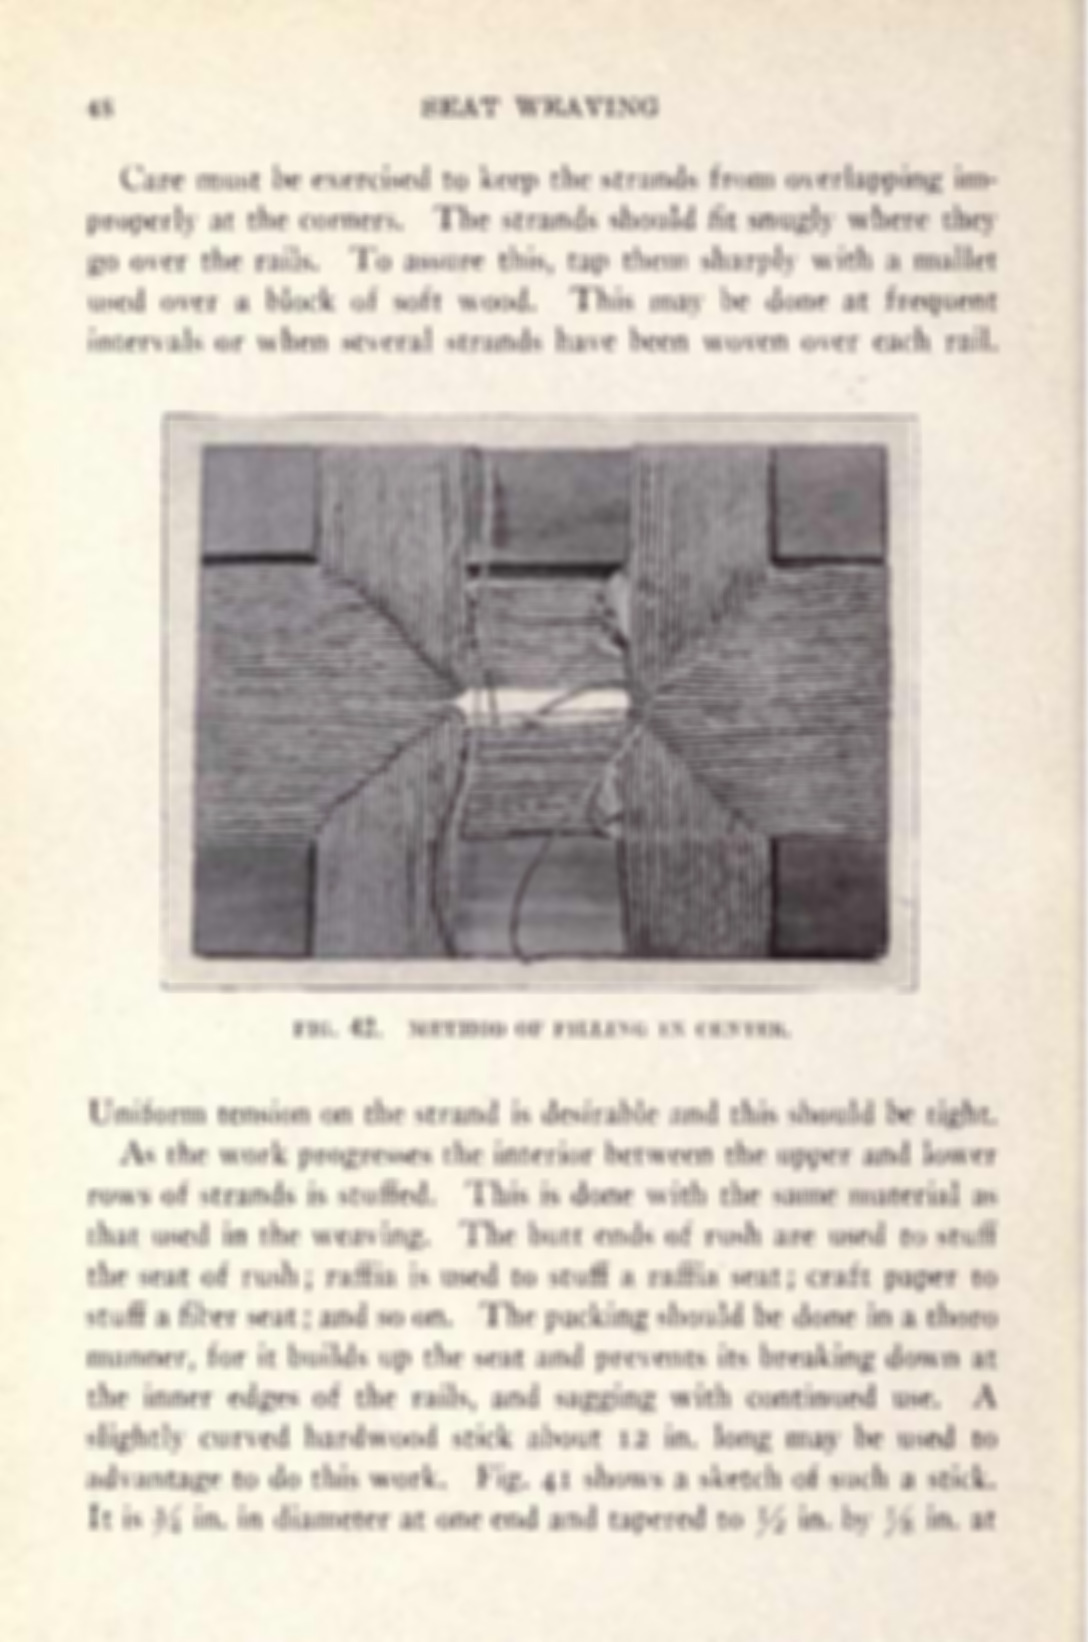 48 SEAT WEAVING
Care must be exercised to keep the strands from overlapping im-
properly at the corners. The strands should fit snugly where they
go over the rails. To assure this, tap them sharply with a mallet
used over a block of soft wood. This may be done at frequent
intervals or when several strands have been woven over each rail.
FIG. 42. METHOD OF FILLING IN CENTER.
Uniform tension on the strand is desirable and this should be tight.
As the work progresses the interior between the upper and lower
rows of strands is stuffed. This is done with the same material as
that used in the weaving. The butt ends of rush are used to stuff
the seat of rush; raffia is used to stuff a raffia seat; craft paper to
stuff a fiber seat; and so on. The packing should be done in a thoro
manner, for it builds up the seat and prevents its breaking down at
the inner edges of the rails, and sagging with continued use. A
slightly curved hardwood stick about 12 in. long may be used to
advantage to do this work. Fig. 41 shows a sketch of such a stick.
It is ¾ in. in diameter at one end and tapered to ½ in. by in. at